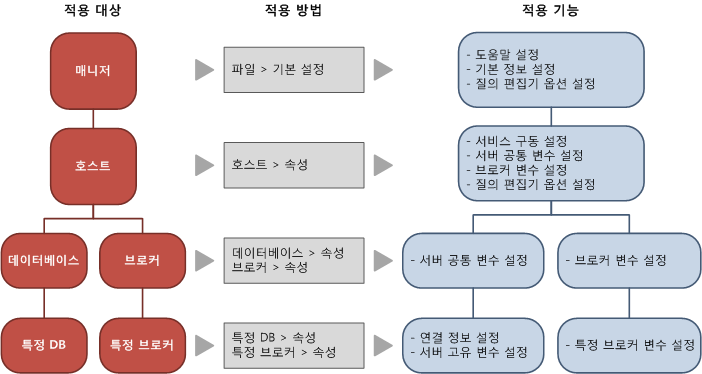 적용 대상
적용 방법
적용 기능
매니저
파일 > 기본 설정
- 도움말 설정
- 기본 정보 설정
- 질의 편집기 옵션 설정
호스트
호스트 > 속성
- 서비스 구동 설정
- 서버 공통 변수 설정
- 브로커 변수 설정
- 질의 편집기 옵션 설정
데이터베이스
브로커
데이터베이스 > 속성
브로커 > 속성
- 서버 공통 변수 설정
- 브로커 변수 설정
특정 DB
특정 브로커
특정 DB > 속성
특정 브로커 > 속성
- 연결 정보 설정
- 서버 고유 변수 설정
- 특정 브로커 변수 설정